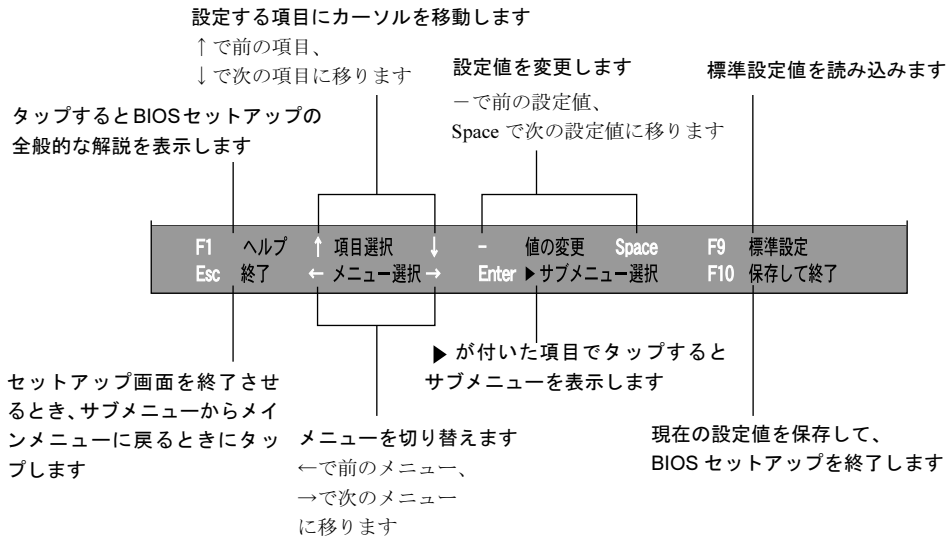 設定する項目にカーソルを移動します
↑で前の項目、
↓で次の項目に移ります
設定値を変更します
－で前の設定値、
Space で次の設定値に移ります
標準設定値を読み込みます
タップするとBIOSセットアップの
全般的な解説を表示します
F1 ヘルプ ↑ 項目選択 ↓ - 値の変更 Space F9 標準設定
Esc 終了 ← メニュー選択 → Enter ▶サブメニュー選択 F10 保存して終了
▶ が付いた項目でタップすると
サブメニューを表示します
セットアップ画面を終了させ
るとき、サブメニューからメイ
ンメニューに戻るときにタッ
プします
メニューを切り替えます
←で前のメニュー、
→で次のメニュー
に移ります
現在の設定値を保存して、
BIOS セットアップを終了します